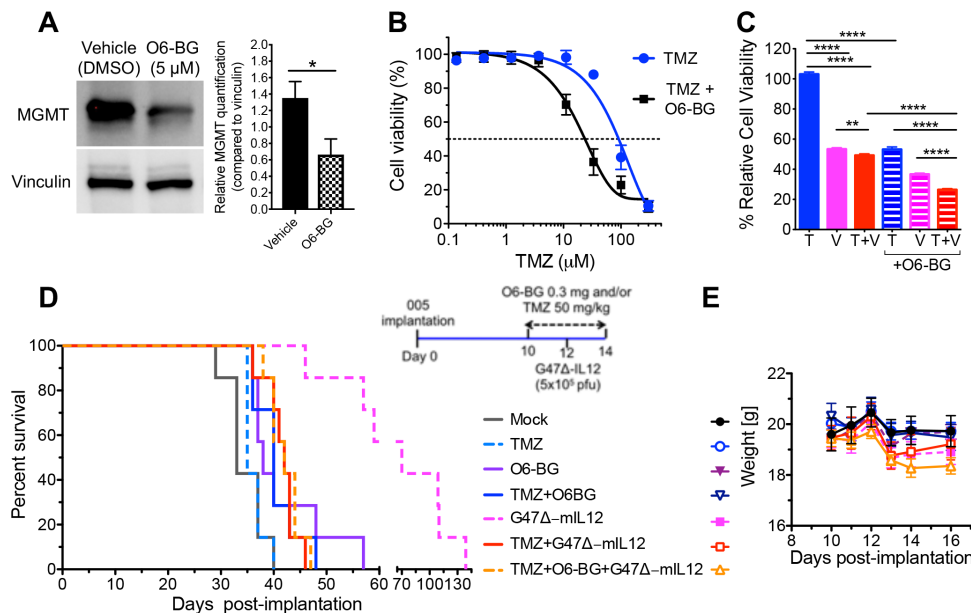 A
Vehicle
(DMSO)
O6-BG
(5 µM)
MGMT
Vinculin
Relative MGMT quantification
(compared to vinculin)
1.8
1.6
1.4
1.2
1.0
0.8
0.6
0.4
0.2
0.0
*
Vehicle
O6-BG
B
Cell viability (%)
100
80
60
40
20
0
0.1
1
10
100
TMZ (µM)
TMZ
TMZ +
O6-BG
C
% Relative Cell Viability
120
100
80
60
40
20
0
****
****
****
**
****
****
****
T V T+V T V T+V
+O6-BG
D
005
implantation
O6-BG 0.3 mg and/or
TMZ 50 mg/kg
Day 0
10
12
14
G47Δ-IL12
(5x10⁵ pfu)
Percent survival
100
80
60
40
20
0
0 10 20 30 40 50 60 70 100 130
Days post-implantation
Mock
TMZ
O6-BG
TMZ+O6BG
G47Δ–mIL12
TMZ+G47Δ–mIL12
TMZ+O6-BG+G47Δ–mIL12
E
Weight [g]
22
20
18
16
8 10 12 14 16
Days post-implantation